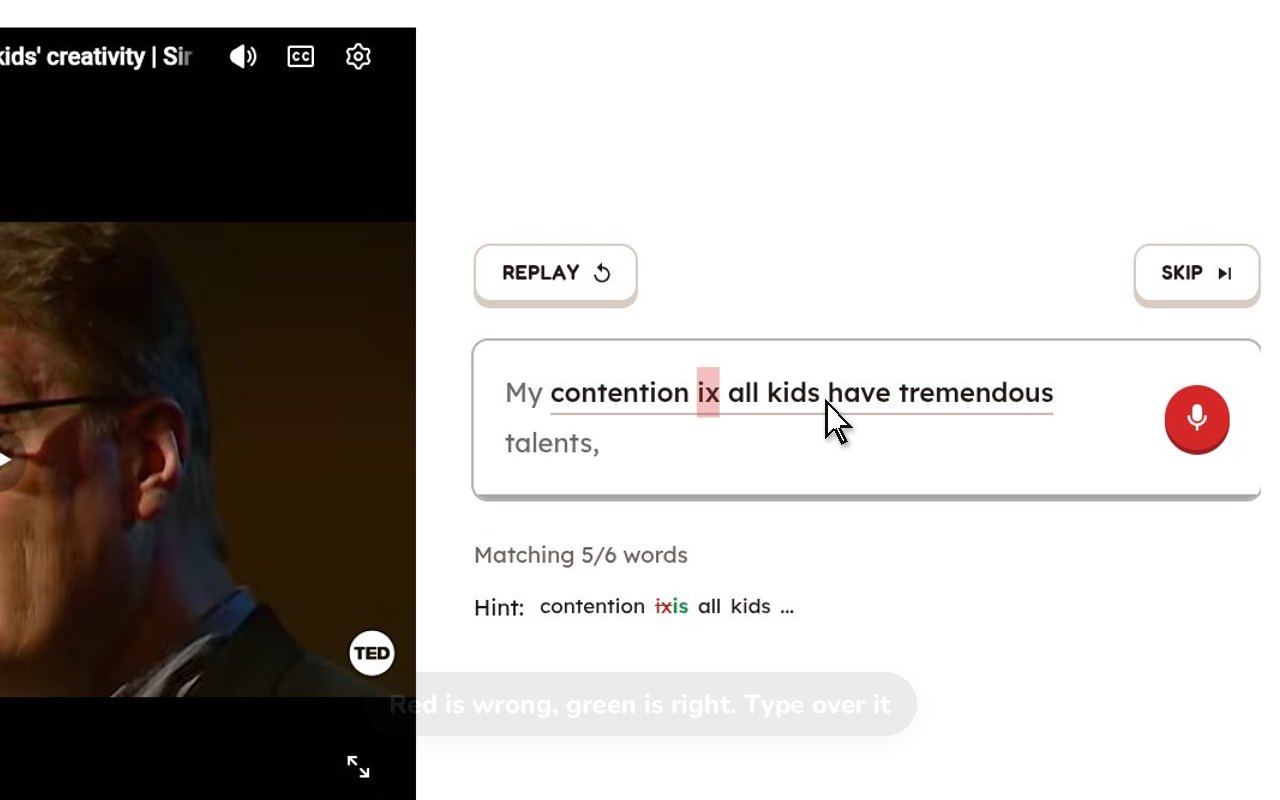 kids' creativity | Sir
CC
REPLAY
SKIP
My contention ix all kids have tremendous
talents,
Matching 5/6 words
Hint: contention ixis all kids ...
TED
Red is wrong, green is right. Type over it